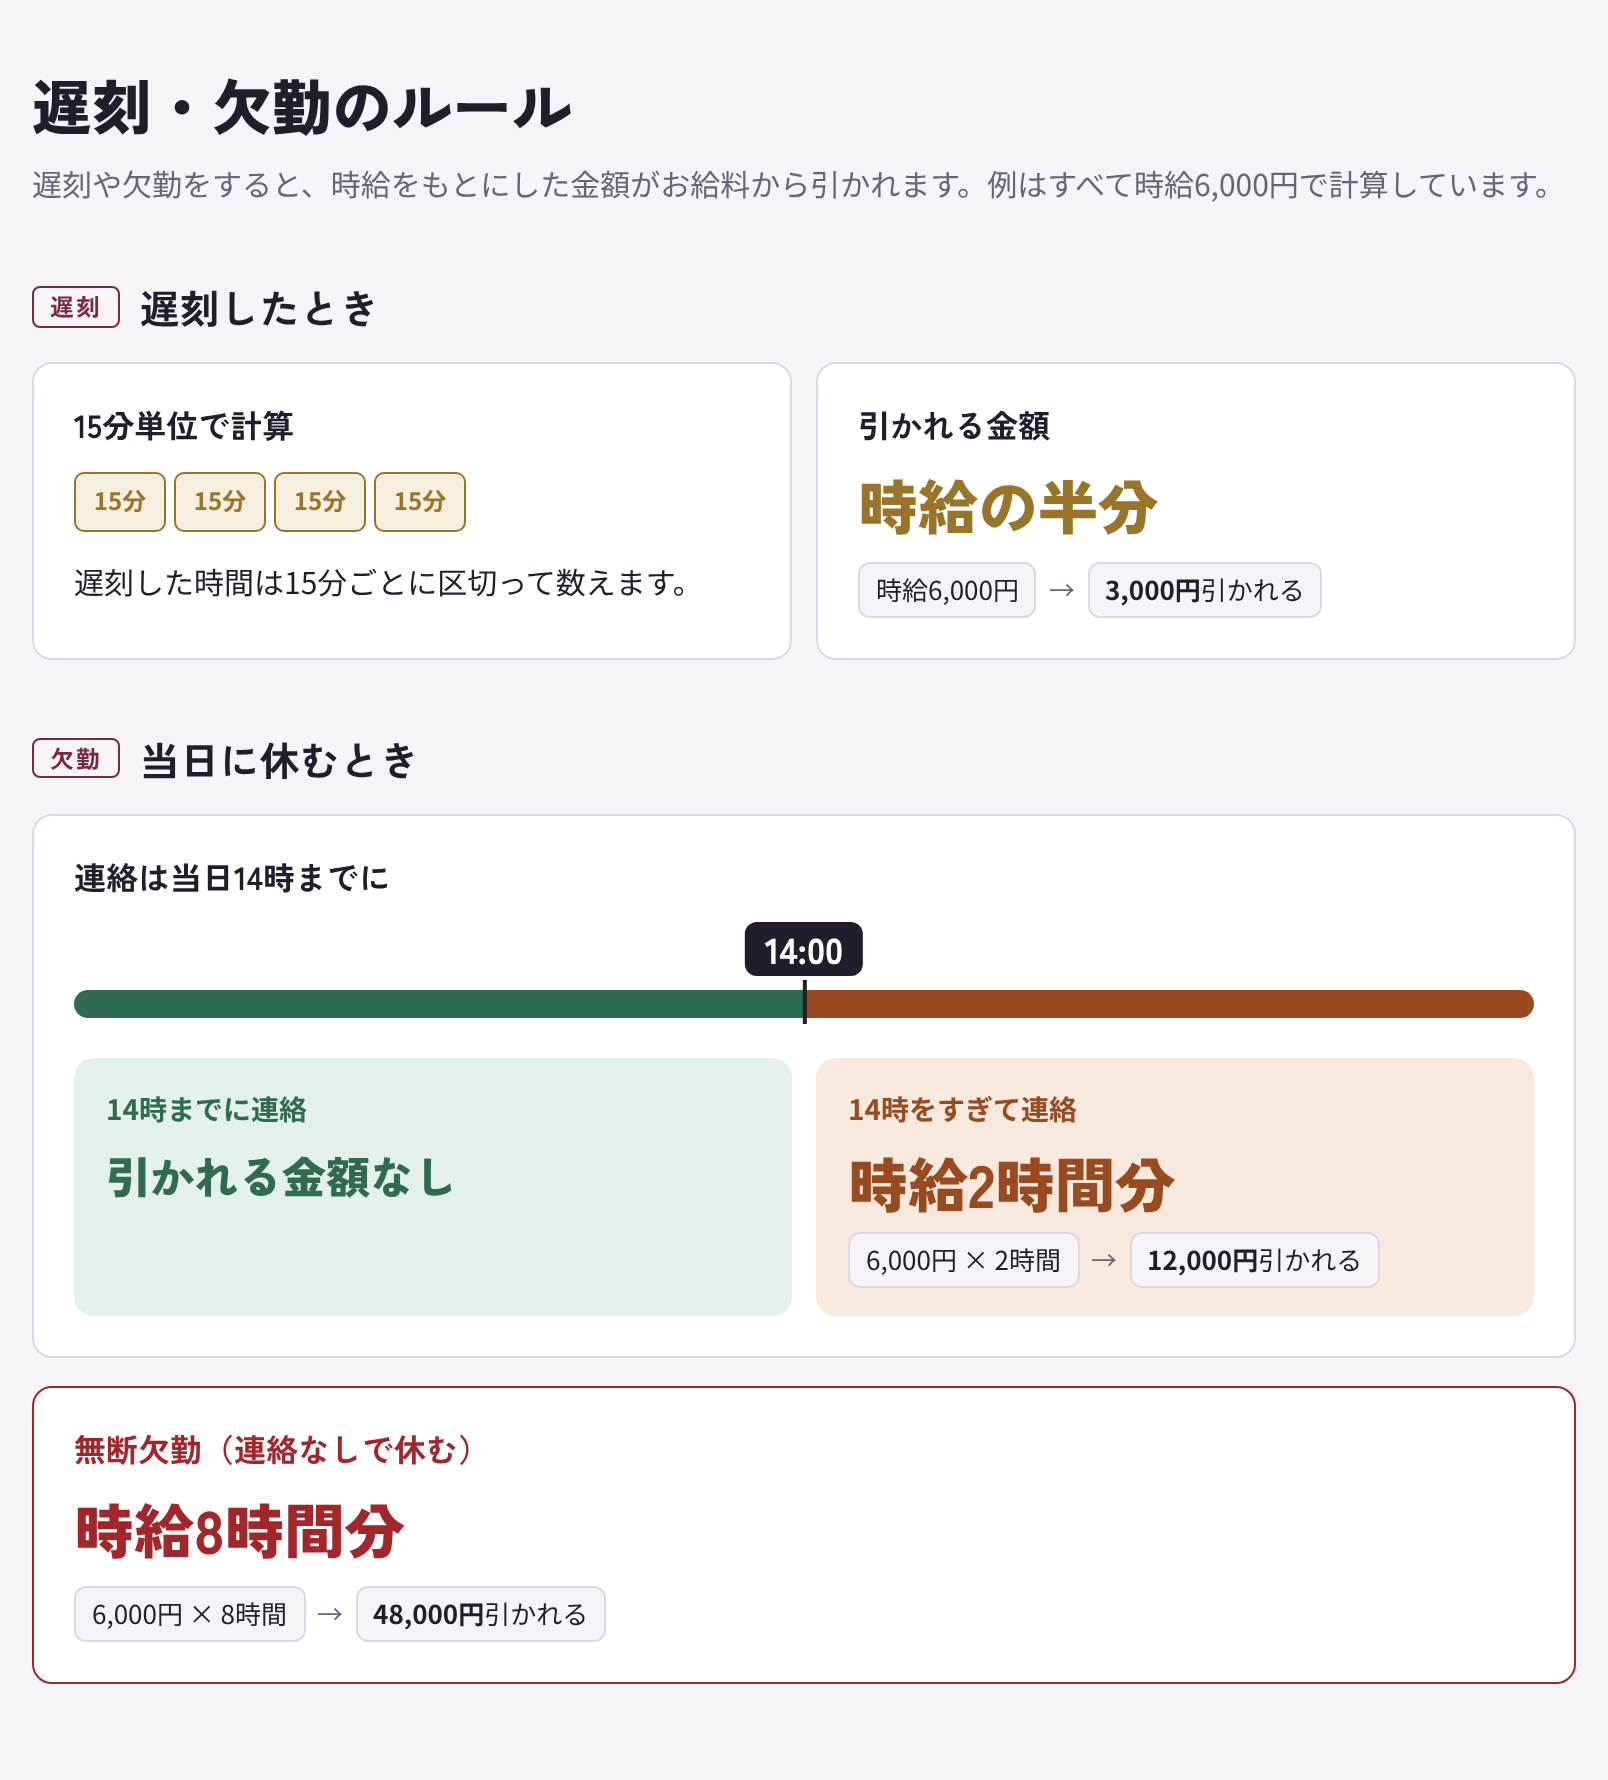 遅刻・欠勤のルール
遅刻や欠勤をすると、時給をもとにした金額がお給料から引かれます。例はすべて時給6,000円で計算しています。
遅刻 遅刻したとき
15分単位で計算
15分 15分 15分 15分
遅刻した時間は15分ごとに区切って数えます。
引かれる金額
時給の半分
時給6,000円 → 3,000円引かれる
欠勤 当日に休むとき
連絡は当日14時までに
14:00
14時までに連絡
引かれる金額なし
14時をすぎて連絡
時給2時間分
6,000円 × 2時間 → 12,000円引かれる
無断欠勤（連絡なしで休む）
時給8時間分
6,000円 × 8時間 → 48,000円引かれる